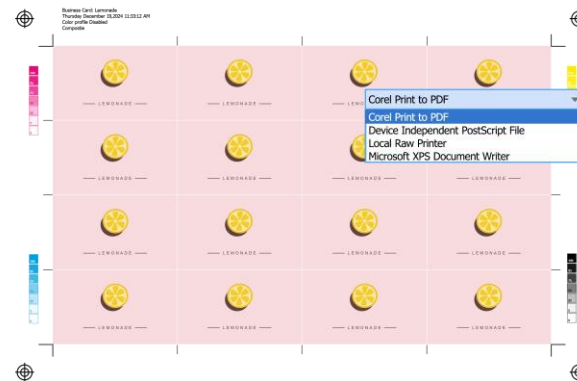 Business Card: Lemonade
Thursday December 19,2024 11:53:12 AM
Color profile Disabled
Composite
LEMONADE LEMONADE LEMONADE
Corel Print to PDF
Corel Print to PDF
Device Independent PostScript File
Local Raw Printer
Microsoft XPS Document Writer
LEMONADE LEMONADE LEMONADE LEMONADE
LEMONADE LEMONADE LEMONADE LEMONADE
LEMONADE LEMONADE LEMONADE LEMONADE